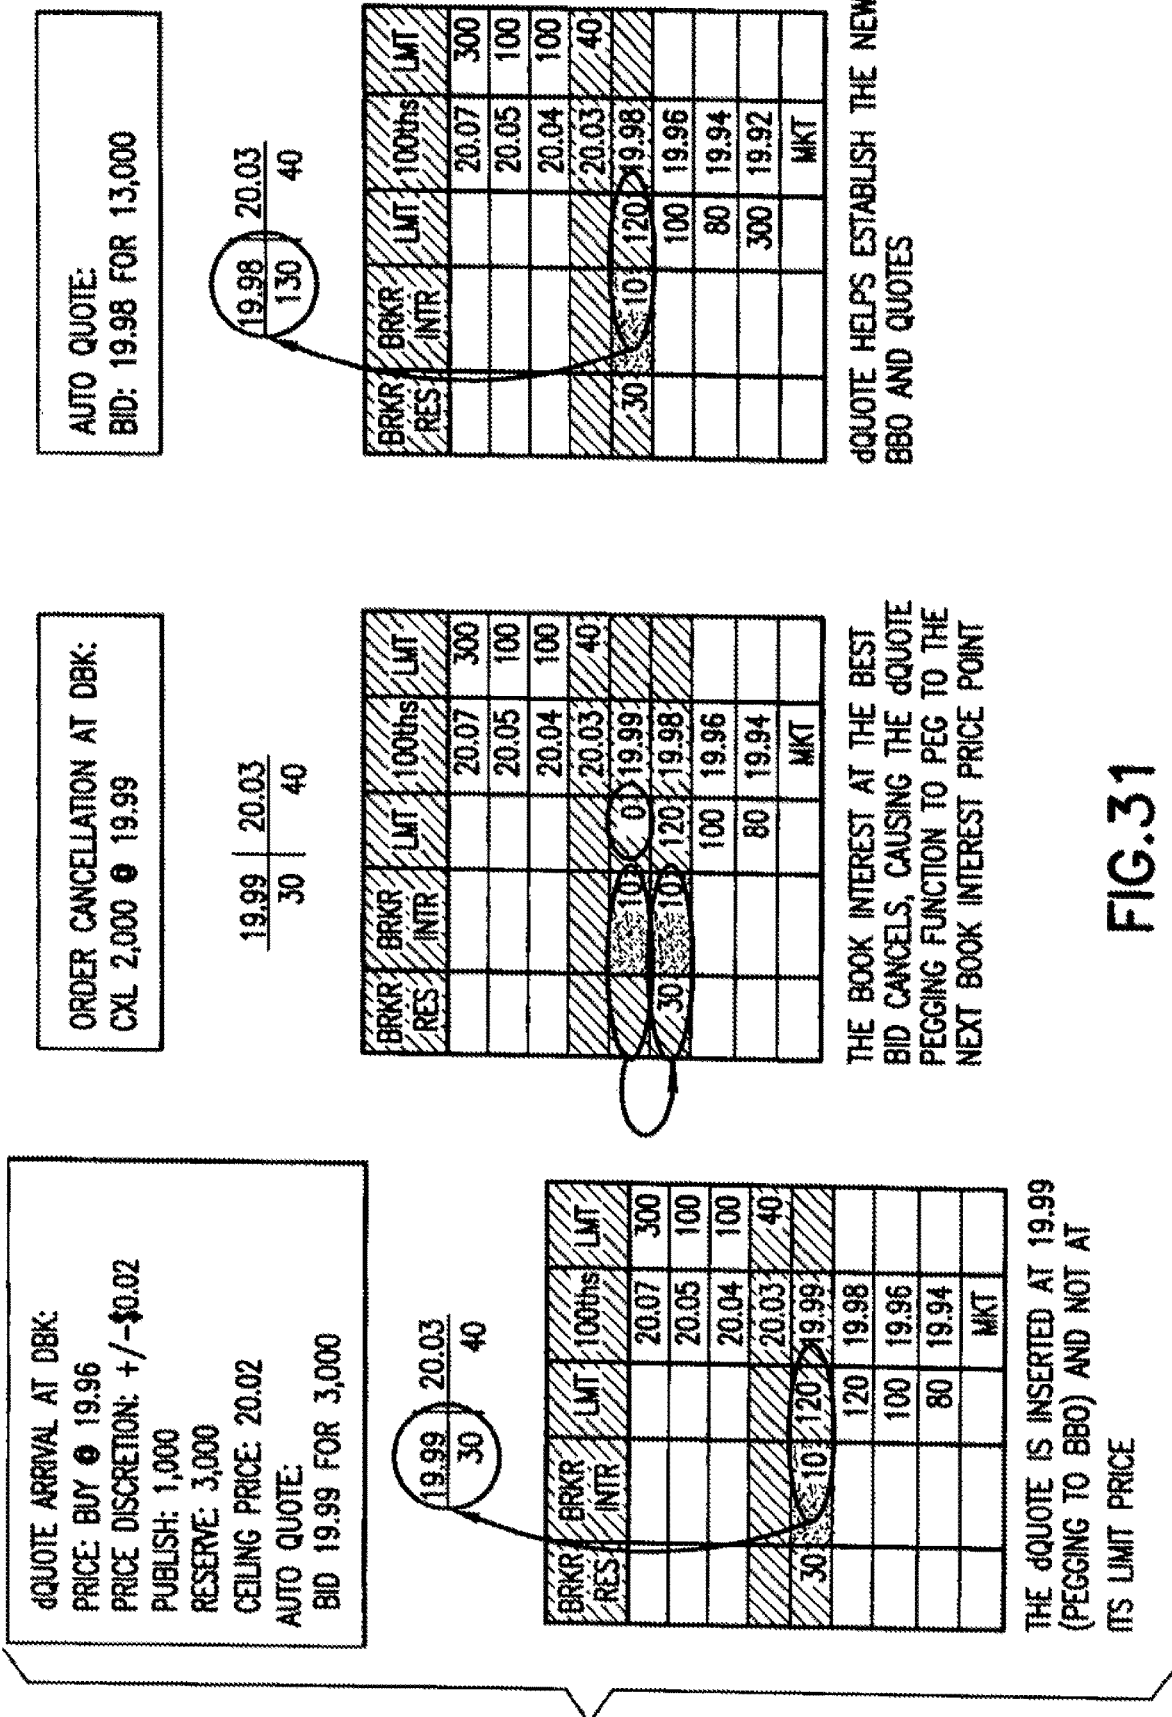 dQUOTE ARRIVAL AT DBK:
PRICE: BUY @ 19.96
PRICE DISCRETION: +/-$0.02
PUBLISH: 1,000
RESERVE: 3,000
CEILING PRICE: 20.02
AUTO QUOTE:
BID 19.99 FOR 3,000
19.99 20.03
30 40
BRKR RES BRKR INTR LMT 100ths LMT
20.07 300
20.05 100
20.04 100
20.03 40
30 10 120 19.99
120 19.98
100 19.96
80 19.94
MKT
THE dQUOTE IS INSERTED AT 19.99
(PEGGING TO BBO) AND NOT AT
ITS LIMIT PRICE
ORDER CANCELLATION AT DBK:
CXL 2,000 @ 19.99
19.99 20.03
30 40
BRKR RES BRKR INTR LMT 100ths LMT
20.07 300
20.05 100
20.04 100
20.03 40
10 0 19.99
30 10 120 19.98
100 19.96
80 19.94
MKT
THE BOOK INTEREST AT THE BEST
BID CANCELS, CAUSING THE dQUOTE
PEGGING FUNCTION TO PEG TO THE
NEXT BOOK INTEREST PRICE POINT
AUTO QUOTE:
BID: 19.98 FOR 13,000
19.98 20.03
130 40
BRKR RES BRKR INTR LMT 100ths LMT
20.07 300
20.05 100
20.04 100
20.03 40
30 10 120 19.98
100 19.96
80 19.94
300 19.92
MKT
dQUOTE HELPS ESTABLISH THE NEW
BBO AND QUOTES
FIG.31